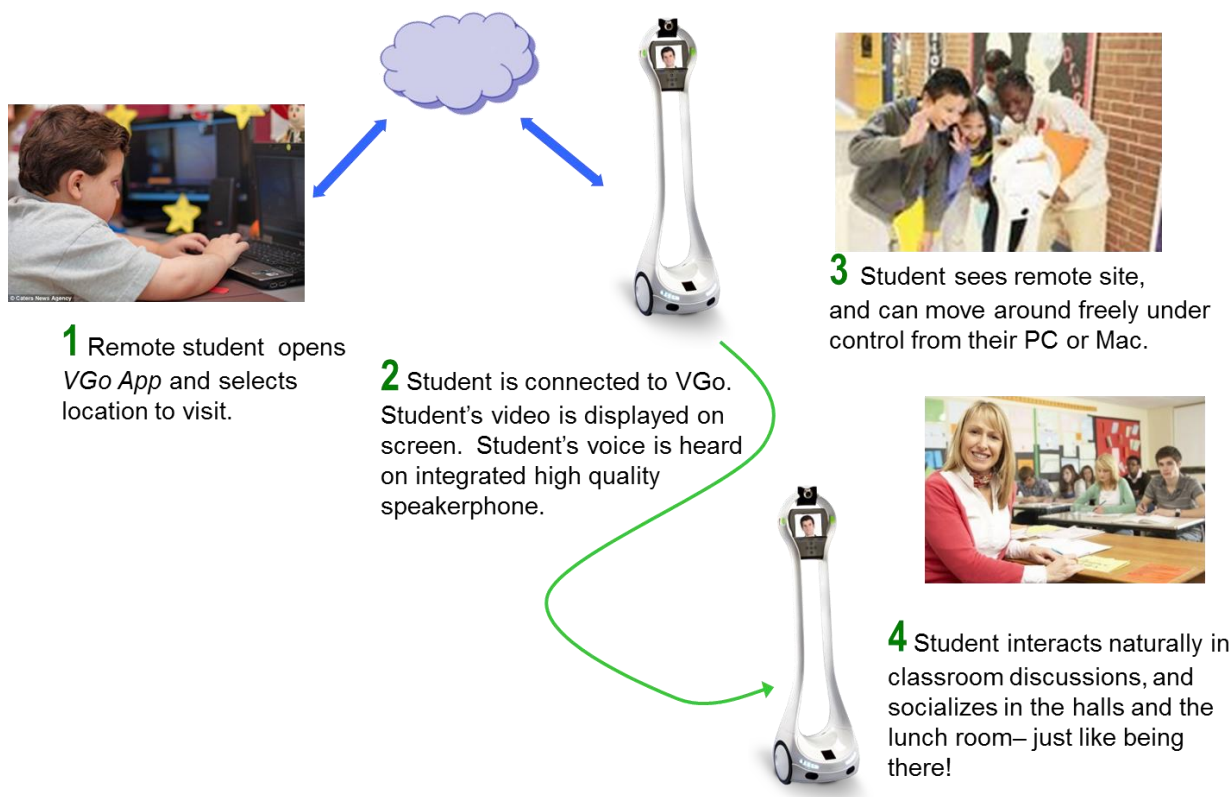 © Caters News Agency
1 Remote student opens
VGo App and selects
location to visit.
2 Student is connected to VGo.
Student's video is displayed on
screen. Student's voice is heard
on integrated high quality
speakerphone.
3 Student sees remote site,
and can move around freely under
control from their PC or Mac.
4 Student interacts naturally in
classroom discussions, and
socializes in the halls and the
lunch room– just like being
there!